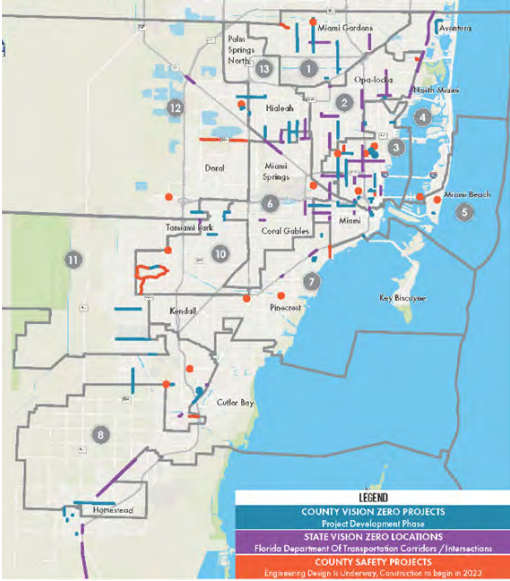 Miami Gardens
Aventura
Palm
Springs
North
13
1
Opa-locka
North Miami
12
2
Hialeah
4
3
Doral
Miami
Springs
Miami Beach
6
5
Tamiami Park
Coral Gables
Miami
11
10
7
Key Biscayne
Kendall
Pinecrest
Cutler Bay
8
Homestead
LEGEND
COUNTY VISION ZERO PROJECTS
Project Development Phase
STATE VISION ZERO LOCATIONS
Florida Department Of Transportation Corridors /Intersections
COUNTY SAFETY PROJECTS
Engineering Design Is Underway, Construction to begin in 2023